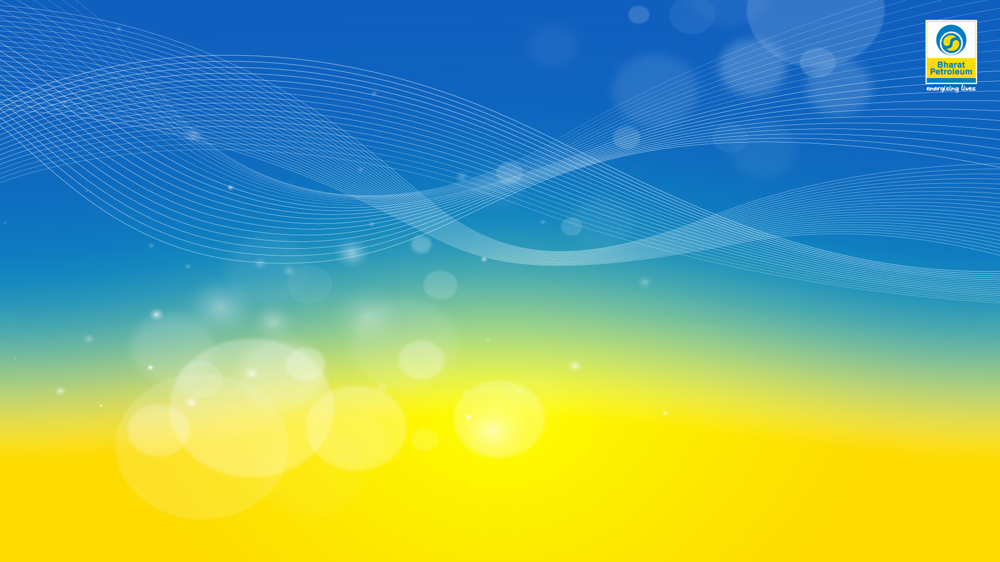 Bharat
Petroleum
energising lives